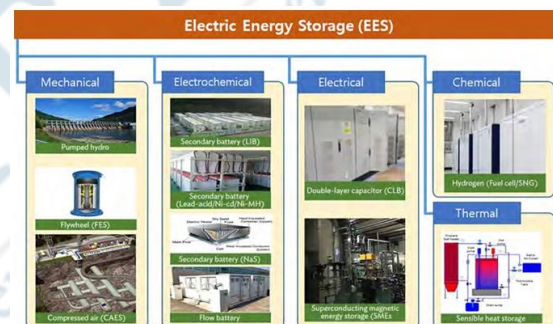 Electric Energy Storage (EES)
Mechanical
Pumped hydro
Flywheel (FES)
Compressed air (CAES)
Electrochemical
Secondary battery (LIB)
Secondary battery
(Lead-acid/Ni-cd/Ni-MH)
Secondary battery (NaS)
Flow battery
Electrical
Double-layer capacitor (CLB)
Superconducting magnetic
energy storage (SMEs
Chemical
Hydrogen (Fuel cell/SNG)
Thermal
Sensible heat storage